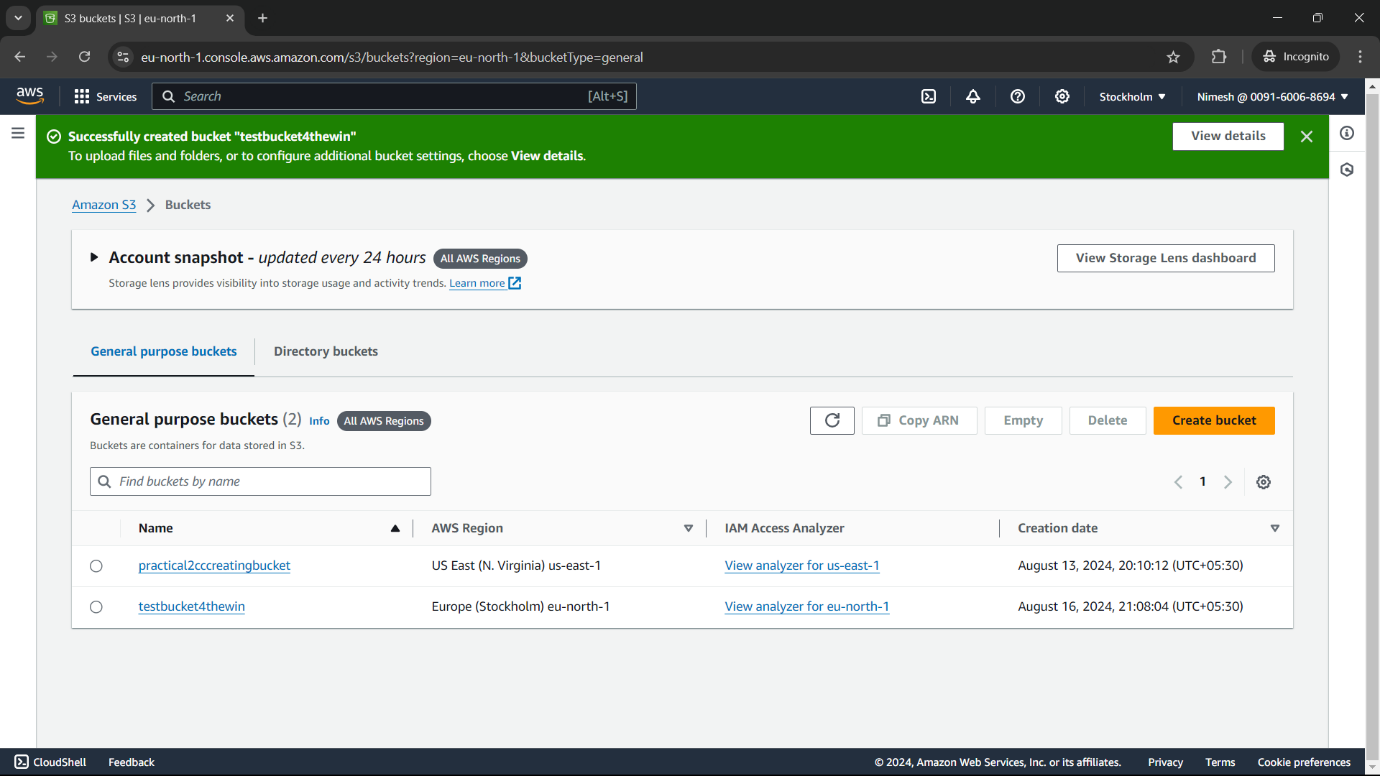 S3 buckets | S3 | eu-north-1
eu-north-1.console.aws.amazon.com/s3/buckets?region=eu-north-1&bucketType=general
Incognito
aws
Services
Search
[Alt+S]
Stockholm ▼
Nimesh @ 0091-6006-8694 ▼
Successfully created bucket "testbucket4thewin"
To upload files and folders, or to configure additional bucket settings, choose View details.
View details
Amazon S3 > Buckets
Account snapshot - updated every 24 hours All AWS Regions
Storage lens provides visibility into storage usage and activity trends. Learn more
View Storage Lens dashboard
General purpose buckets
Directory buckets
General purpose buckets (2) Info All AWS Regions
Buckets are containers for data stored in S3.
Copy ARN
Empty
Delete
Create bucket
Find buckets by name
1
Name AWS Region IAM Access Analyzer Creation date
practical2cccreatingbucket US East (N. Virginia) us-east-1 View analyzer for us-east-1 August 13, 2024, 20:10:12 (UTC+05:30)
testbucket4thewin Europe (Stockholm) eu-north-1 View analyzer for eu-north-1 August 16, 2024, 21:08:04 (UTC+05:30)
CloudShell Feedback © 2024, Amazon Web Services, Inc. or its affiliates. Privacy Terms Cookie preferences